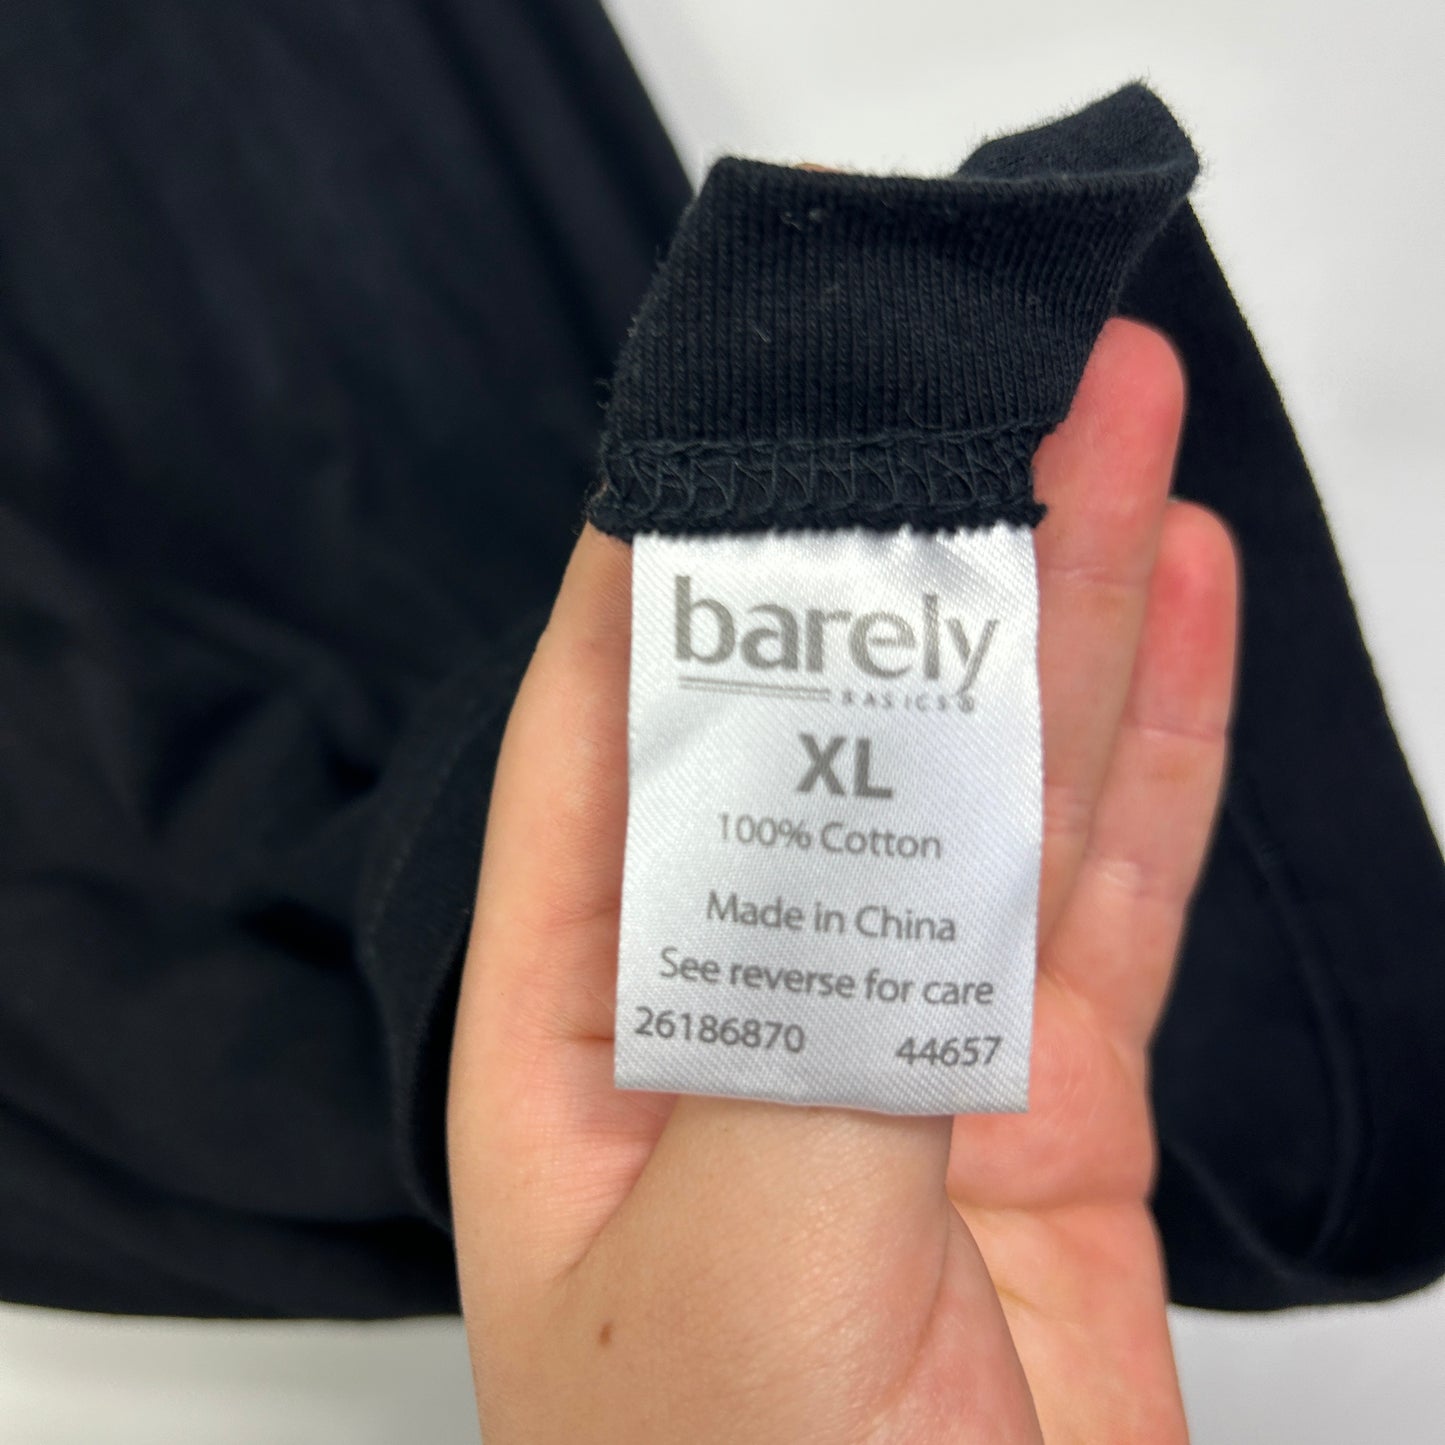 barely
BASICS®
XL
100% Cotton
Made in China
See reverse for care
26186870 44657